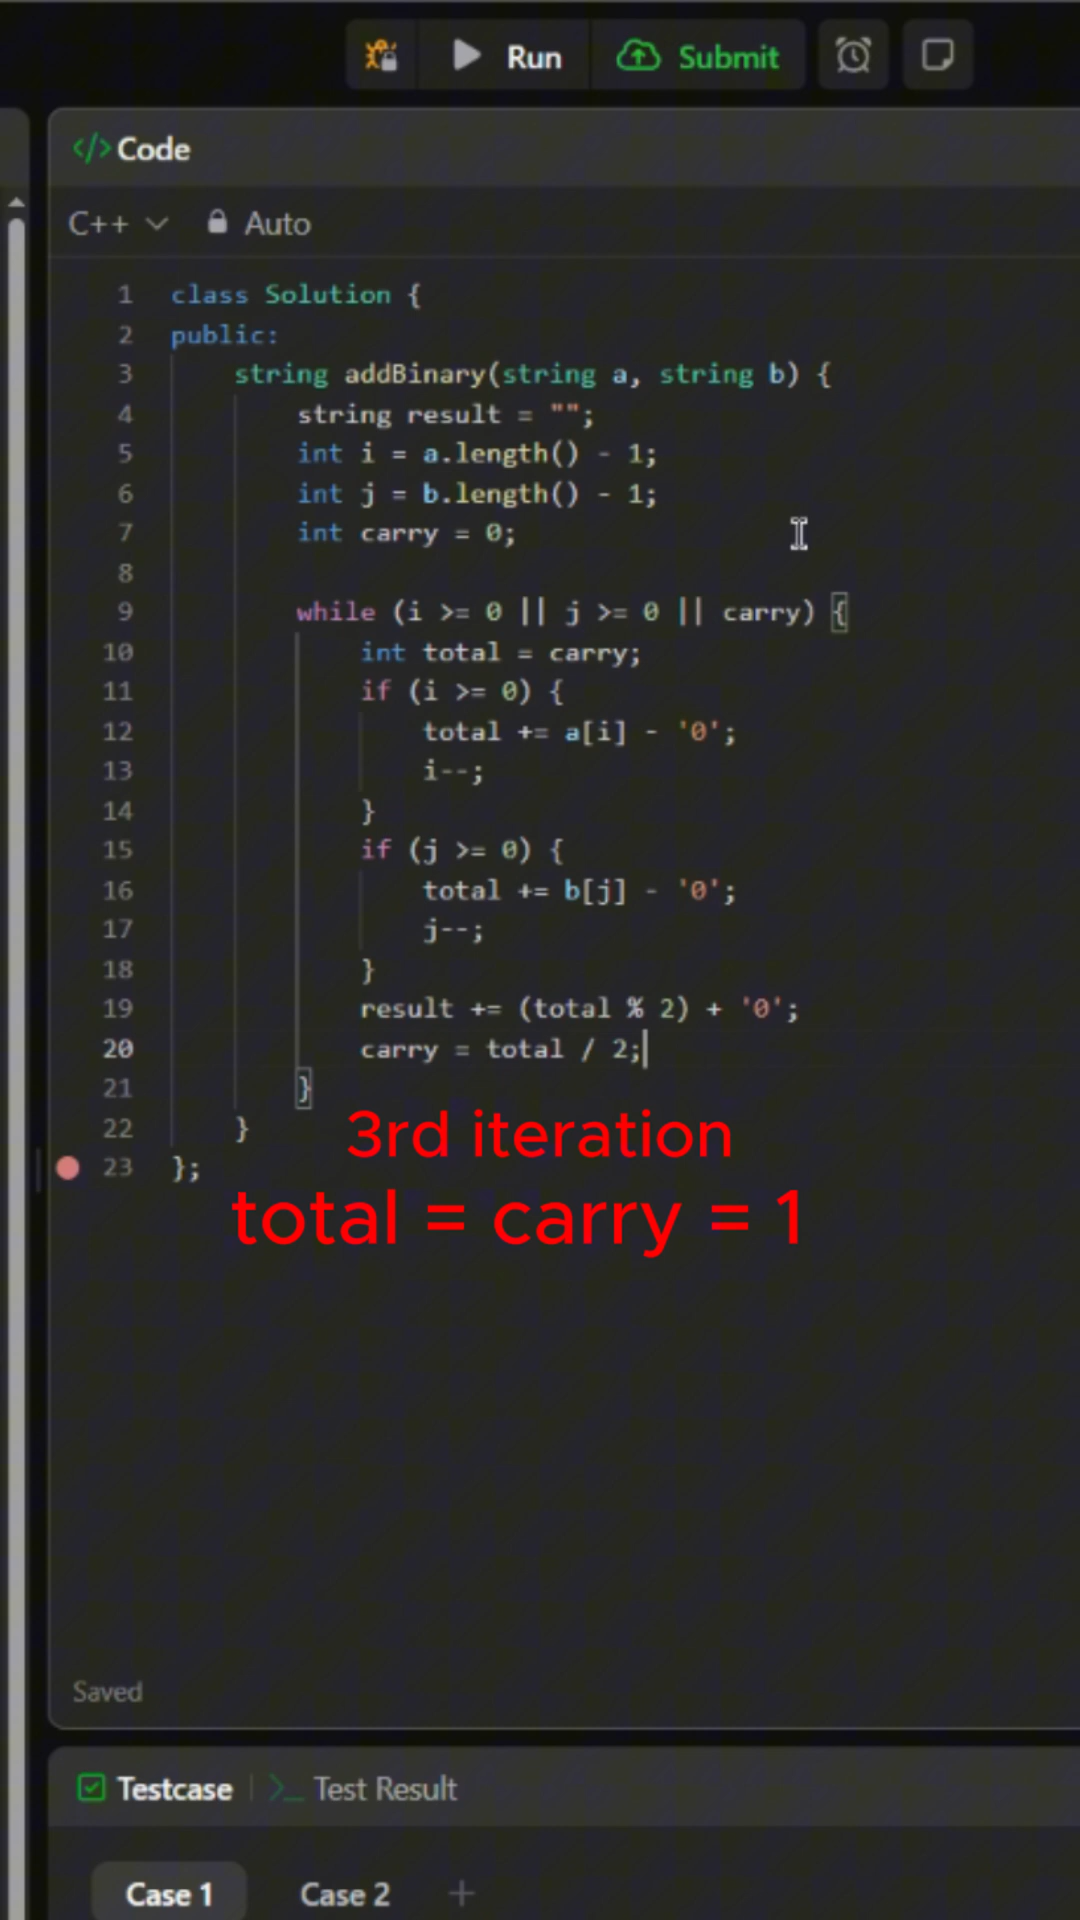 Run Submit
</> Code
C++ Auto
1 class Solution {
2 public:
3 string addBinary(string a, string b) {
4 string result = "";
5 int i = a.length() - 1;
6 int j = b.length() - 1;
7 int carry = 0;
8
9 while (i >= 0 || j >= 0 || carry) {
10 int total = carry;
11 if (i >= 0) {
12 total += a[i] - '0';
13 i--;
14 }
15 if (j >= 0) {
16 total += b[j] - '0';
17 j--;
18 }
19 result += (total % 2) + '0';
20 carry = total / 2;
21 }
22 }
23 };
3rd iteration
total = carry = 1
Saved
Testcase >_ Test Result
Case 1 Case 2 +